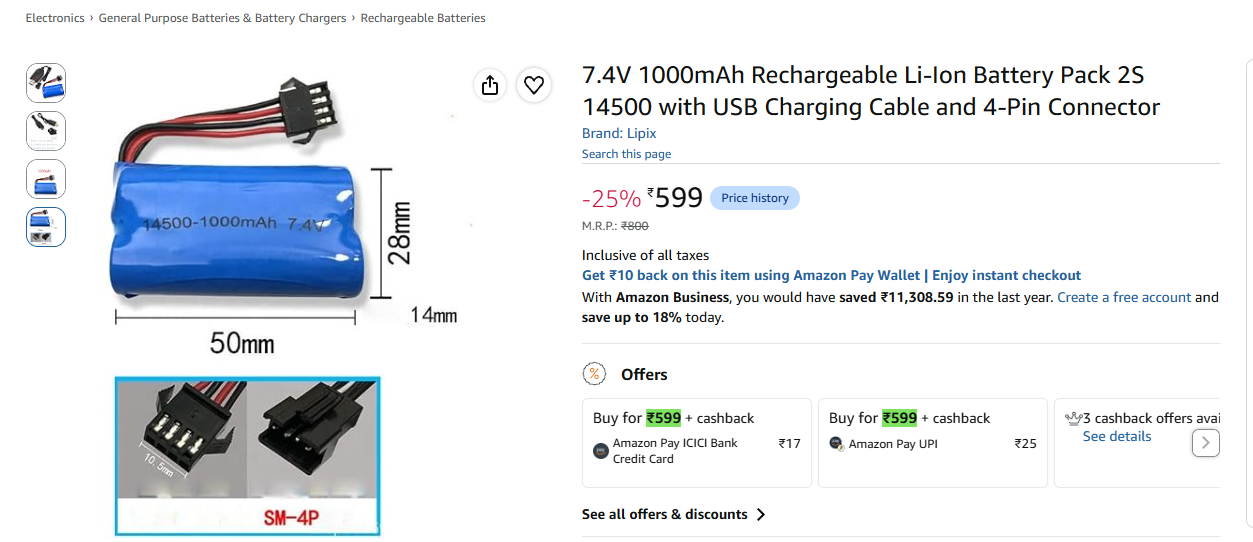 Electronics › General Purpose Batteries & Battery Chargers › Rechargeable Batteries
14500-1000mAh 7.4V
28mm
14mm
50mm
10.5mm
SM-4P
7.4V 1000mAh Rechargeable Li-Ion Battery Pack 2S
14500 with USB Charging Cable and 4-Pin Connector
Brand: Lipix
Search this page
-25% ₹599 Price history
M.R.P.: ₹800
Inclusive of all taxes
Get ₹10 back on this item using Amazon Pay Wallet | Enjoy instant checkout
With Amazon Business, you would have saved ₹11,308.59 in the last year. Create a free account and
save up to 18% today.
Offers
Buy for ₹599 + cashback
Amazon Pay ICICI Bank ₹17
Credit Card
Buy for ₹599 + cashback
Amazon Pay UPI ₹25
3 cashback offers avai
See details
See all offers & discounts